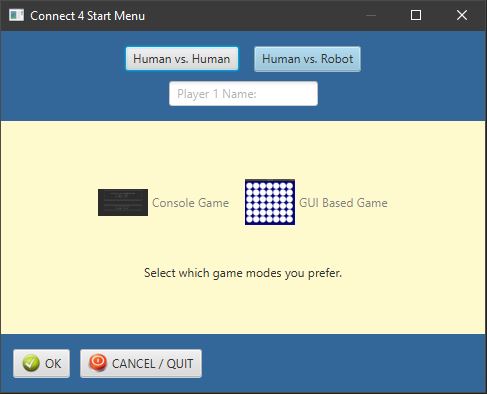 Connect 4 Start Menu
Human vs. Human Human vs. Robot
Player 1 Name:
Console Game GUI Based Game
Select which game modes you prefer.
OK CANCEL / QUIT